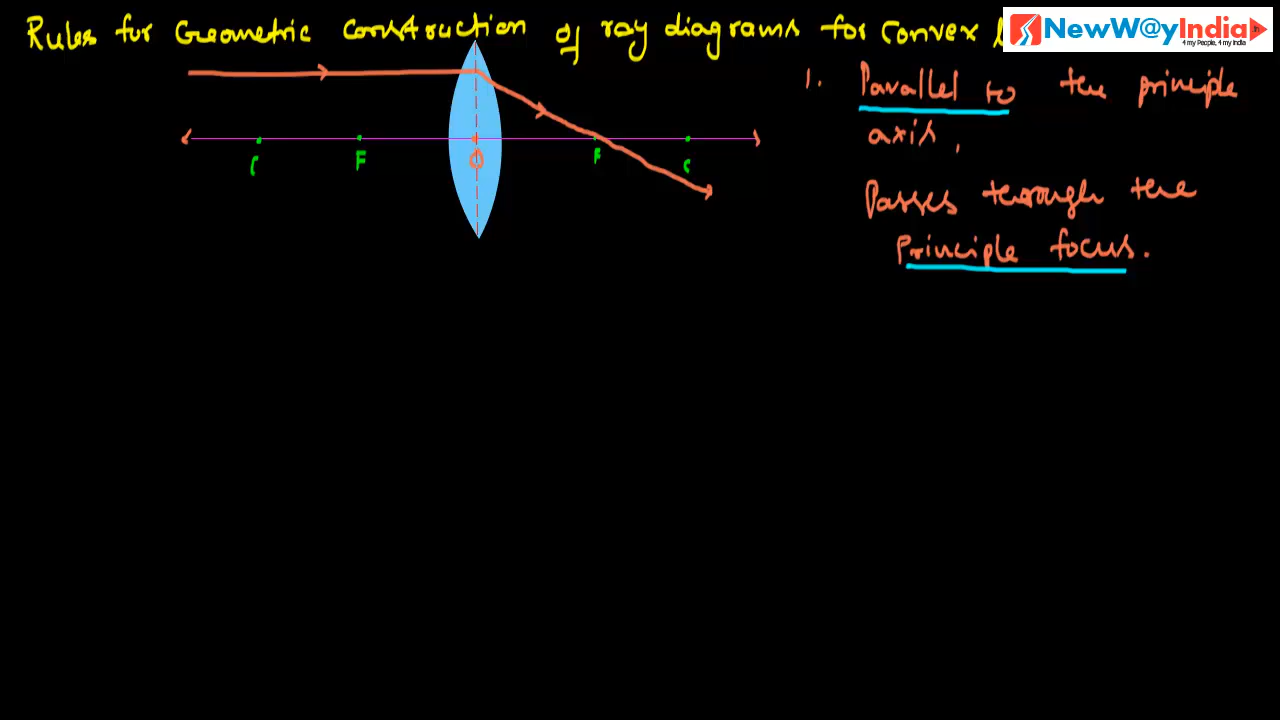 Rules for Geometric construction of ray diagrams for convex
NewW@yIndia
4 my People, 4 my India
1. Parallel to the principle
axis,
Passes through the
Principle focus.
C F O F C